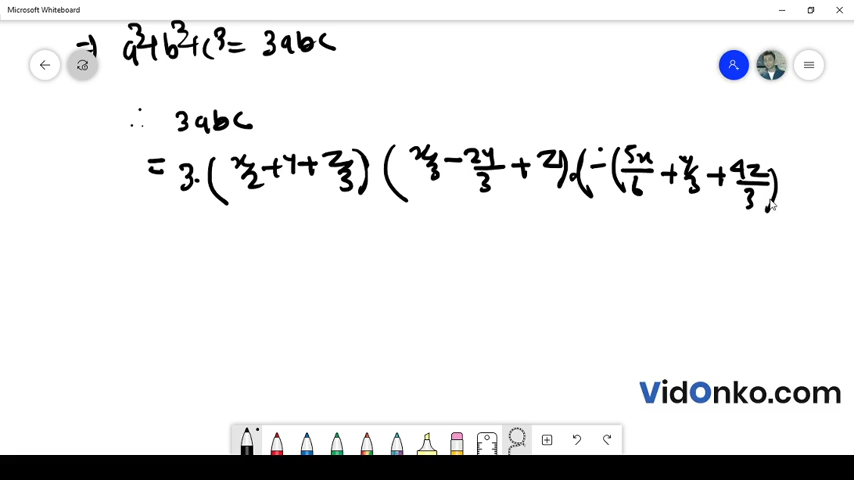 Microsoft Whiteboard
⇒ a³+b³+c³= 3abc
∴ 3abc
= 3.(x/2+y+z/3)(x/3-2y/3+z).(-(5x/6+y/3+4z/3)
VidOnko.com